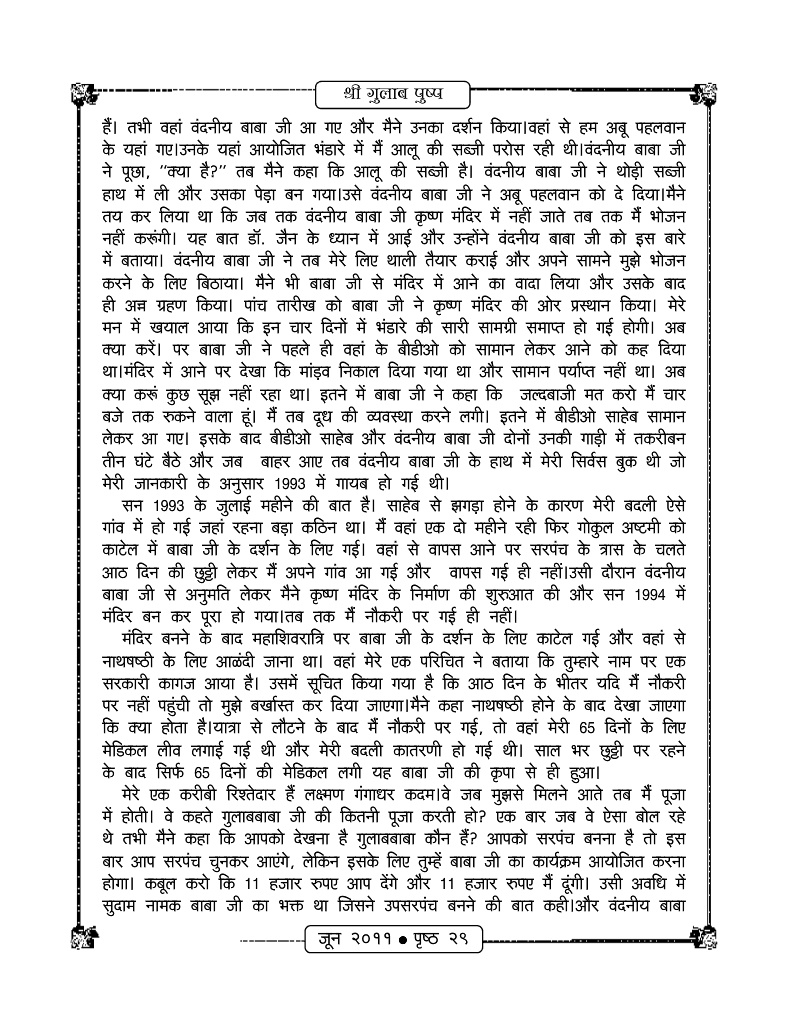 श्री गुलाब पुष्प
हैं। तभी वहां वंदनीय बाबा जी आ गए और मैने उनका दर्शन किया।वहां से हम अबू पहलवान
के यहां गए।उनके यहां आयोजित भंडारे में मैं आलू की सब्जी परोस रही थी।वंदनीय बाबा जी
ने पूछा, ‘‘क्या है?’’ तब मैने कहा कि आलू की सब्जी है। वंदनीय बाबा जी ने थोड़ी सब्जी
हाथ में ली और उसका पेड़ा बन गया।उसे वंदनीय बाबा जी ने अबू पहलवान को दे दिया।मैने
तय कर लिया था कि जब तक वंदनीय बाबा जी कृष्ण मंदिर में नहीं जाते तब तक मैं भोजन
नहीं करूंगी। यह बात डॉ. जैन के ध्यान में आई और उन्होंने वंदनीय बाबा जी को इस बारे
में बताया। वंदनीय बाबा जी ने तब मेरे लिए थाली तैयार कराई और अपने सामने मुझे भोजन
करने के लिए बिठाया। मैने भी बाबा जी से मंदिर में आने का वादा लिया और उसके बाद
ही अन्न ग्रहण किया। पांच तारीख को बाबा जी ने कृष्ण मंदिर की ओर प्रस्थान किया। मेरे
मन में खयाल आया कि इन चार दिनों में भंडारे की सारी सामग्री समाप्त हो गई होगी। अब
क्या करें। पर बाबा जी ने पहले ही वहां के बीडीओ को सामान लेकर आने को कह दिया
था।मंदिर में आने पर देखा कि मांड़व निकाल दिया गया था और सामान पर्याप्त नहीं था। अब
क्या करूं कुछ सूझ नहीं रहा था। इतने में बाबा जी ने कहा कि जल्दबाजी मत करो मैं चार
बजे तक रुकने वाला हूं। मैं तब दूध की व्यवस्था करने लगी। इतने में बीडीओ साहेब सामान
लेकर आ गए। इसके बाद बीडीओ साहेब और वंदनीय बाबा जी दोनों उनकी गाड़ी में तकरीबन
तीन घंटे बैठे और जब बाहर आए तब वंदनीय बाबा जी के हाथ में मेरी सिर्वस बुक थी जो
मेरी जानकारी के अनुसार 1993 में गायब हो गई थी।
सन 1993 के जुलाई महीने की बात है। साहेब से झगड़ा होने के कारण मेरी बदली ऐसे
गांव में हो गई जहां रहना बड़ा कठिन था। मैं वहां एक दो महीने रही फिर गोकुल अष्टमी को
काटेल में बाबा जी के दर्शन के लिए गई। वहां से वापस आने पर सरपंच के त्रास के चलते
आठ दिन की छुट्टी लेकर मैं अपने गांव आ गई और वापस गई ही नहीं।उसी दौरान वंदनीय
बाबा जी से अनुमति लेकर मैने कृष्ण मंदिर के निर्माण की शुरुआत की और सन 1994 में
मंदिर बन कर पूरा हो गया।तब तक मैं नौकरी पर गई ही नहीं।
मंदिर बनने के बाद महाशिवरात्रि पर बाबा जी के दर्शन के लिए काटेल गई और वहां से
नाथषष्ठी के लिए आळंदी जाना था। वहां मेरे एक परिचित ने बताया कि तुम्हारे नाम पर एक
सरकारी कागज आया है। उसमें सूचित किया गया है कि आठ दिन के भीतर यदि मैं नौकरी
पर नहीं पहुंची तो मुझे बर्खास्त कर दिया जाएगा।मैने कहा नाथषष्ठी होने के बाद देखा जाएगा
कि क्या होता है।यात्रा से लौटने के बाद मैं नौकरी पर गई, तो वहां मेरी 65 दिनों के लिए
मेडिकल लीव लगाई गई थी और मेरी बदली कातरणी हो गई थी। साल भर छुट्टी पर रहने
के बाद सिर्फ 65 दिनों की मेडिकल लगी यह बाबा जी की कृपा से ही हुआ।
मेरे एक करीबी रिश्तेदार हैं लक्ष्मण गंगाधर कदम।वे जब मुझसे मिलने आते तब मैं पूजा
में होती। वे कहते गुलाबबाबा जी की कितनी पूजा करती हो? एक बार जब वे ऐसा बोल रहे
थे तभी मैने कहा कि आपको देखना है गुलाबबाबा कौन हैं? आपको सरपंच बनना है तो इस
बार आप सरपंच चुनकर आएंगे, लेकिन इसके लिए तुम्हें बाबा जी का कार्यक्रम आयोजित करना
होगा। कबूल करो कि 11 हजार रुपए आप देंगे और 11 हजार रुपए मैं दूंगी। उसी अवधि में
सुदाम नामक बाबा जी का भक्त था जिसने उपसरपंच बनने की बात कही।और वंदनीय बाबा
जून २०११ ● पृष्ठ २९